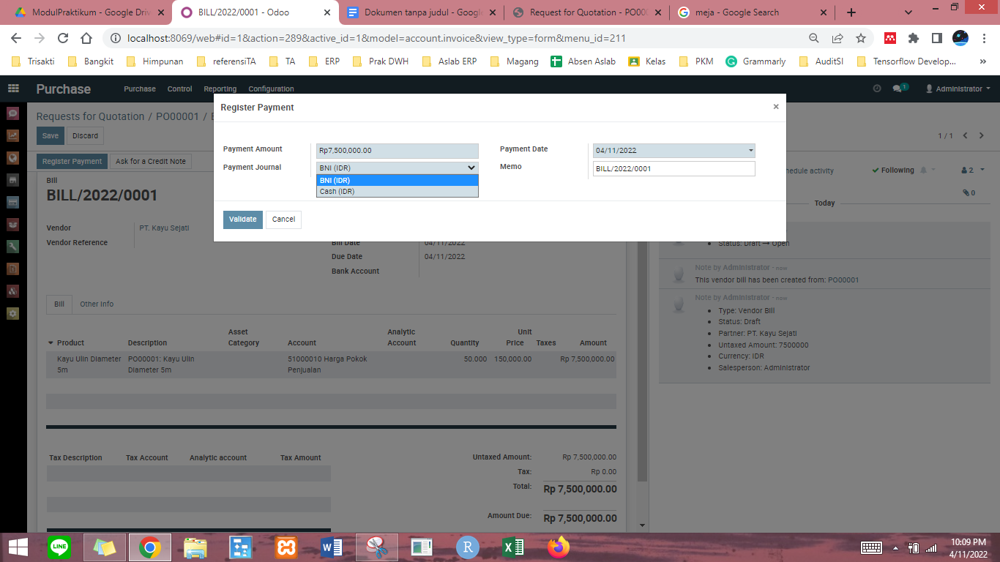 ModulPraktikum - Google Driv
BILL/2022/0001 - Odoo
Dokumen tanpa judul - Googl
Request for Quotation - PO00
meja - Google Search
localhost:8069/web#id=1&action=289&active_id=1&model=account.invoice&view_type=form&menu_id=211
Trisakti
Bangkit
Himpunan
referensiTA
TA
ERP
Prak DWH
Aslab ERP
Magang
Absen Aslab
Kelas
PKM
Grammarly
AuditSI
Tensorflow Develop...
»
Purchase
Purchase Control Reporting Configuration
1
Administrator
Requests for Quotation / PO00001 /
Save Discard
1 / 1
Register Payment Ask for a Credit Note
hedule activity
Following
2
0
Register Payment
×
Payment Amount Rp7,500,000.00
Payment Date 04/11/2022
Payment Journal BNI (IDR)
Memo BILL/2022/0001
BNI (IDR)
Cash (IDR)
Validate Cancel
Bill
BILL/2022/0001
Vendor PT. Kayu Sejati
Vendor Reference
Bill Date 04/11/2022
Due Date 04/11/2022
Bank Account
Today
Status: Draft → Open
Note by Administrator - now
This vendor bill has been created from: PO00001
Note by Administrator - now
Type: Vendor Bill
Status: Draft
Partner: PT. Kayu Sejati
Untaxed Amount: 7500000
Currency: IDR
Salesperson: Administrator
Bill Other Info
Product Description Asset Category Account Analytic Account Quantity Unit Price Taxes Amount
Kayu Ulin Diameter PO00001: Kayu Ulin 51000010 Harga Pokok 50.000 150,000.00 Rp 7,500,000.00
5m Diameter 5m Penjualan
Tax Description Tax Account Analytic account Tax Amount
Untaxed Amount: Rp 7,500,000.00
Tax: Rp 0.00
Total: Rp 7,500,000.00
Amount Due: Rp 7,500,000.00
LINE
R
10:09 PM
4/11/2022